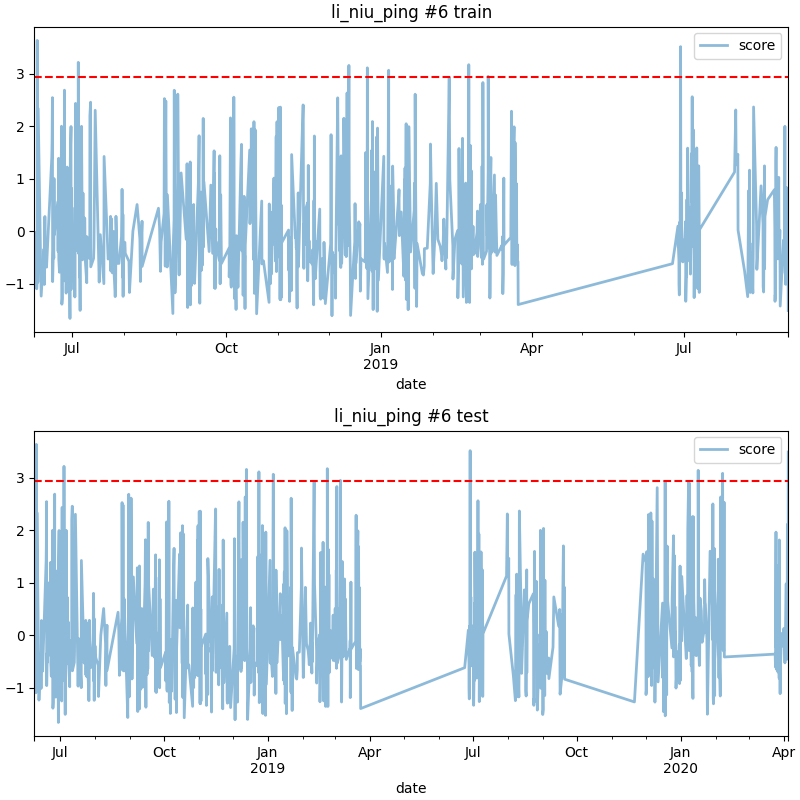 li_niu_ping #6 train
score
3
2
1
0
−1
Jul Oct Jan Apr Jul
2019
date
li_niu_ping #6 test
score
3
2
1
0
−1
Jul Oct Jan Apr Jul Oct Jan Apr
2019 2020
date